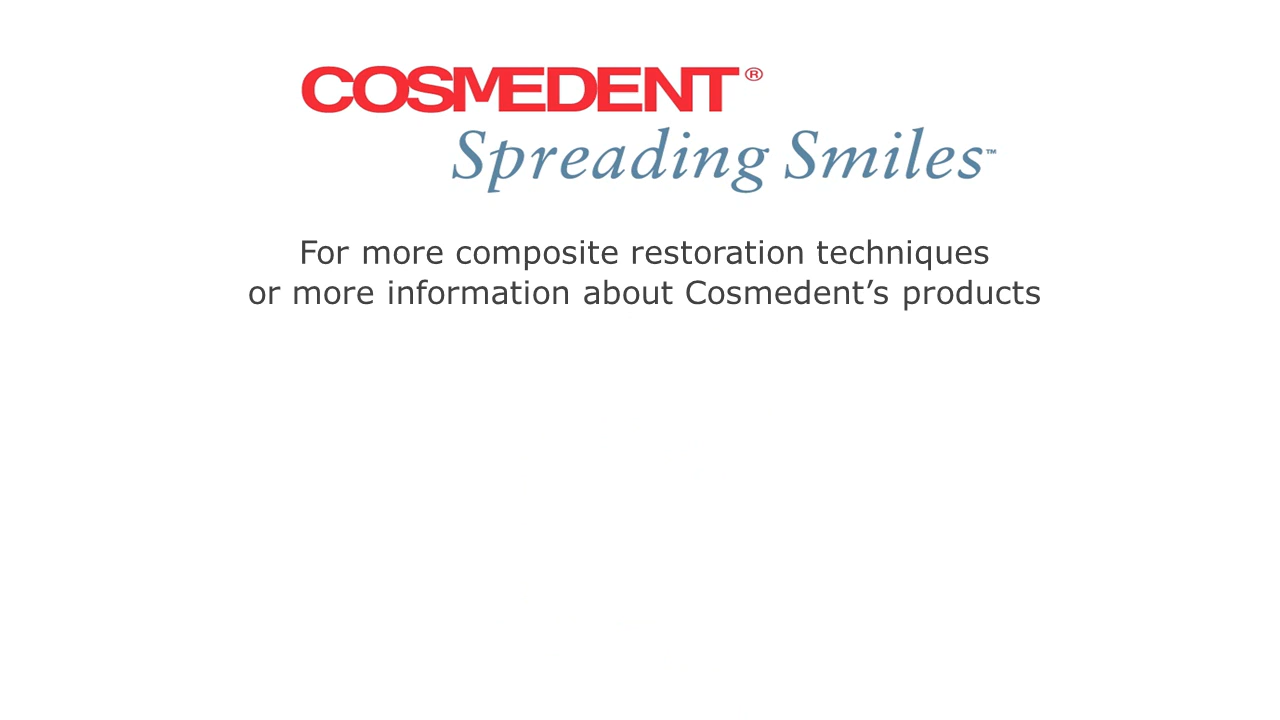 COSMEDENT®
Spreading Smiles™
For more composite restoration techniques
or more information about Cosmedent’s products